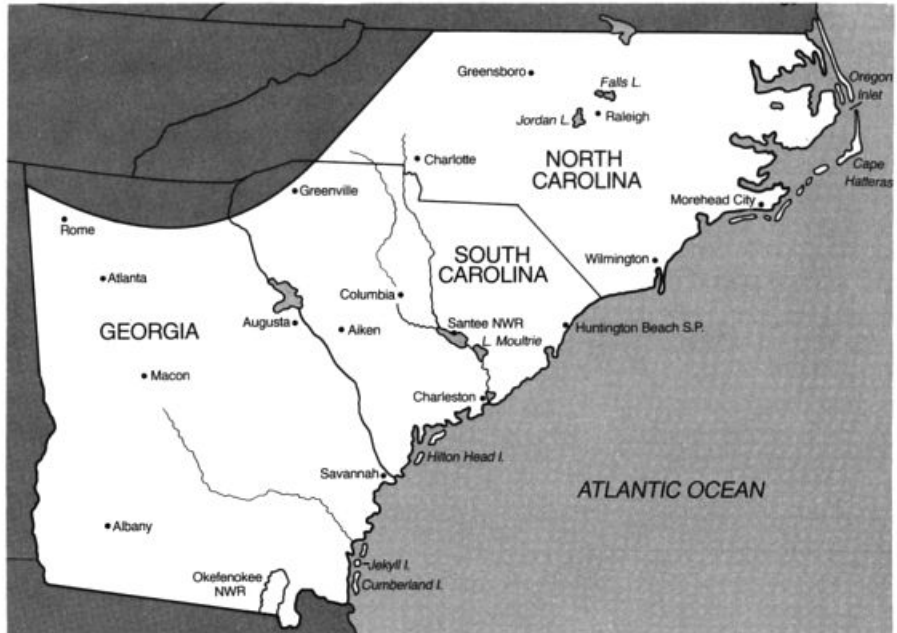 Greensboro
Falls L.
Oregon
Inlet
Jordan L.
Raleigh
Charlotte
NORTH
CAROLINA
Cape
Hatteras
Greenville
Morehead City
Rome
SOUTH
CAROLINA
Wilmington
Atlanta
Columbia
GEORGIA
Augusta
Aiken
Santee NWR
L. Moultrie
Huntington Beach S.P.
Macon
Charleston
Hilton Head I.
Savannah
ATLANTIC OCEAN
Albany
Jekyll I.
Okefenokee
NWR
Cumberland I.